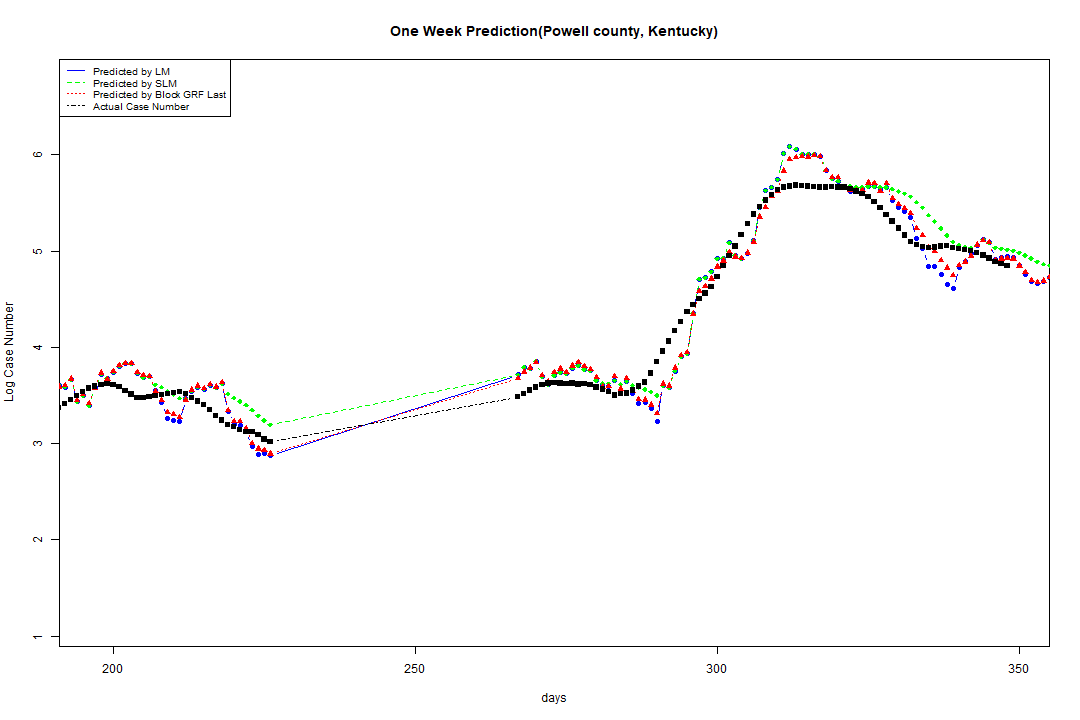 One Week Prediction(Powell county, Kentucky)
Predicted by LM
Predicted by SLM
Predicted by Block GRF Last
Actual Case Number
6
5
4
3
2
1
Log Case Number
200 250 300 350
days